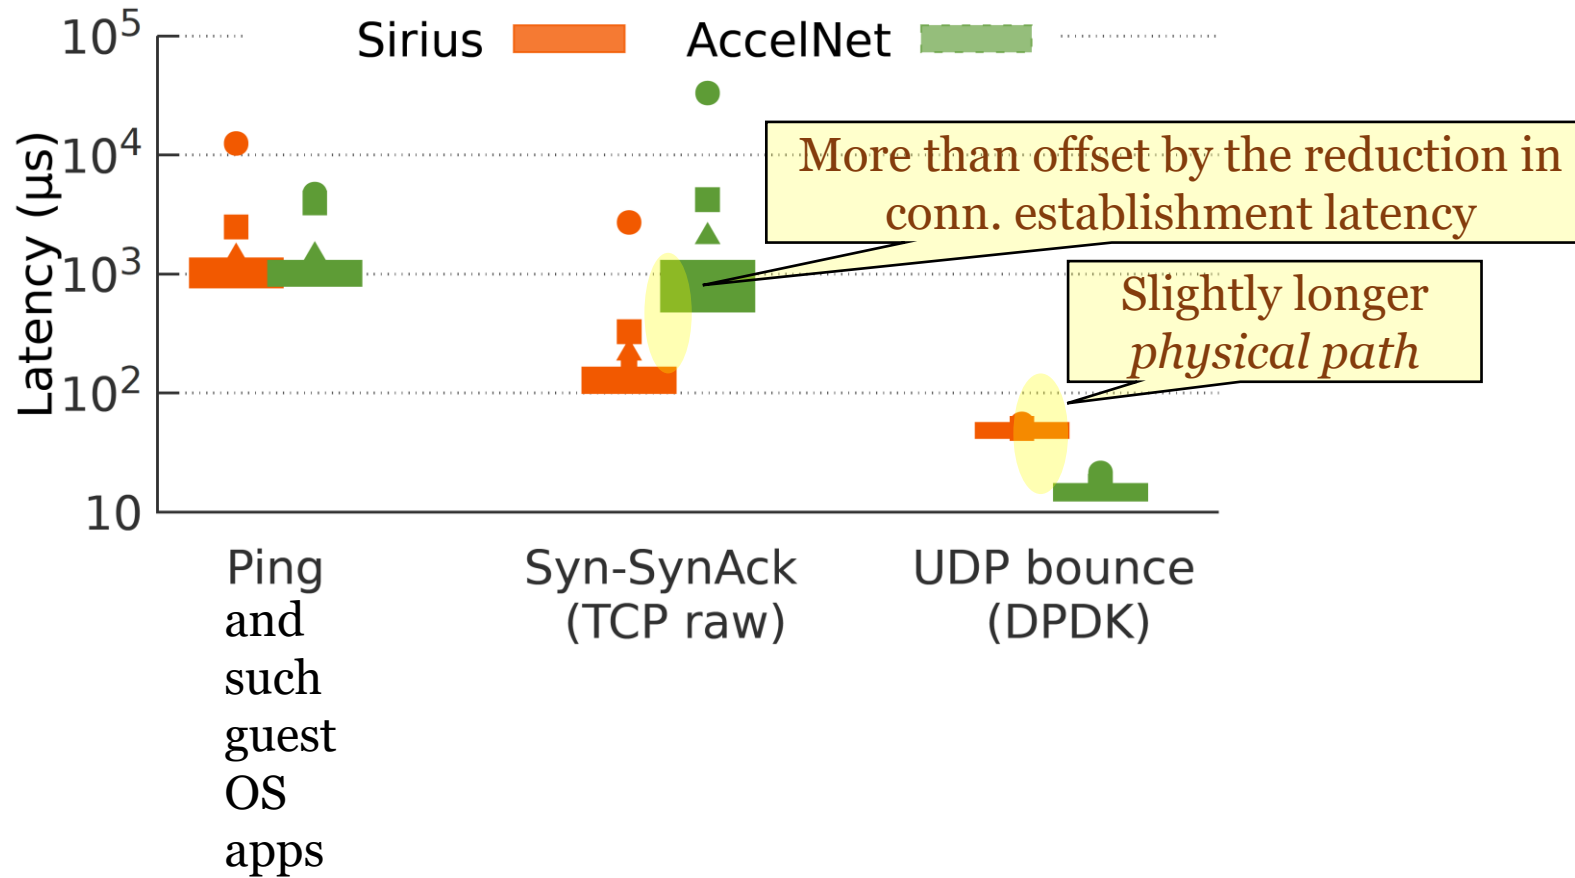 Sirius AccelNet
Latency (µs)
10⁵
10⁴
10³
10²
10
More than offset by the reduction in
conn. establishment latency
Slightly longer
physical path
Ping
and
such
guest
OS
apps
Syn-SynAck
(TCP raw)
UDP bounce
(DPDK)